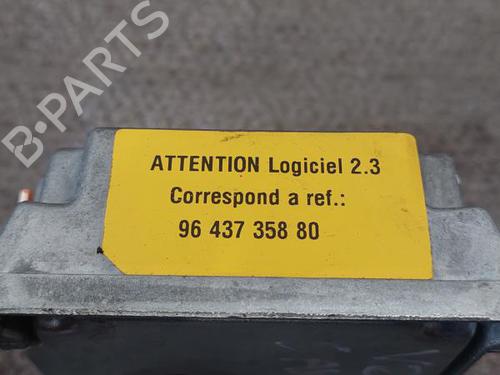 B-PARTS
ATTENTION Logiciel 2.3
Correspond a ref.:
96 437 358 80